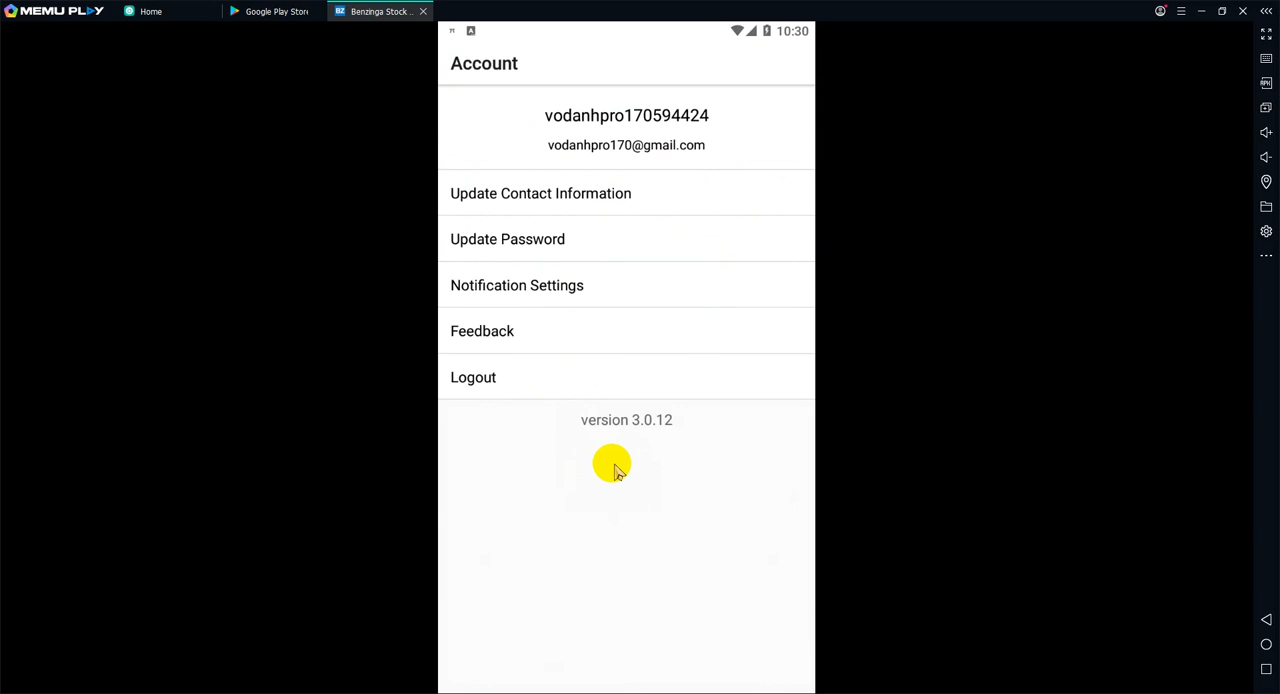 MEMU PLAY
Home
Google Play Store
BZ Benzinga Stock ..
10:30
Account
vodanhpro170594424
vodanhpro170@gmail.com
Update Contact Information
Update Password
Notification Settings
Feedback
Logout
version 3.0.12